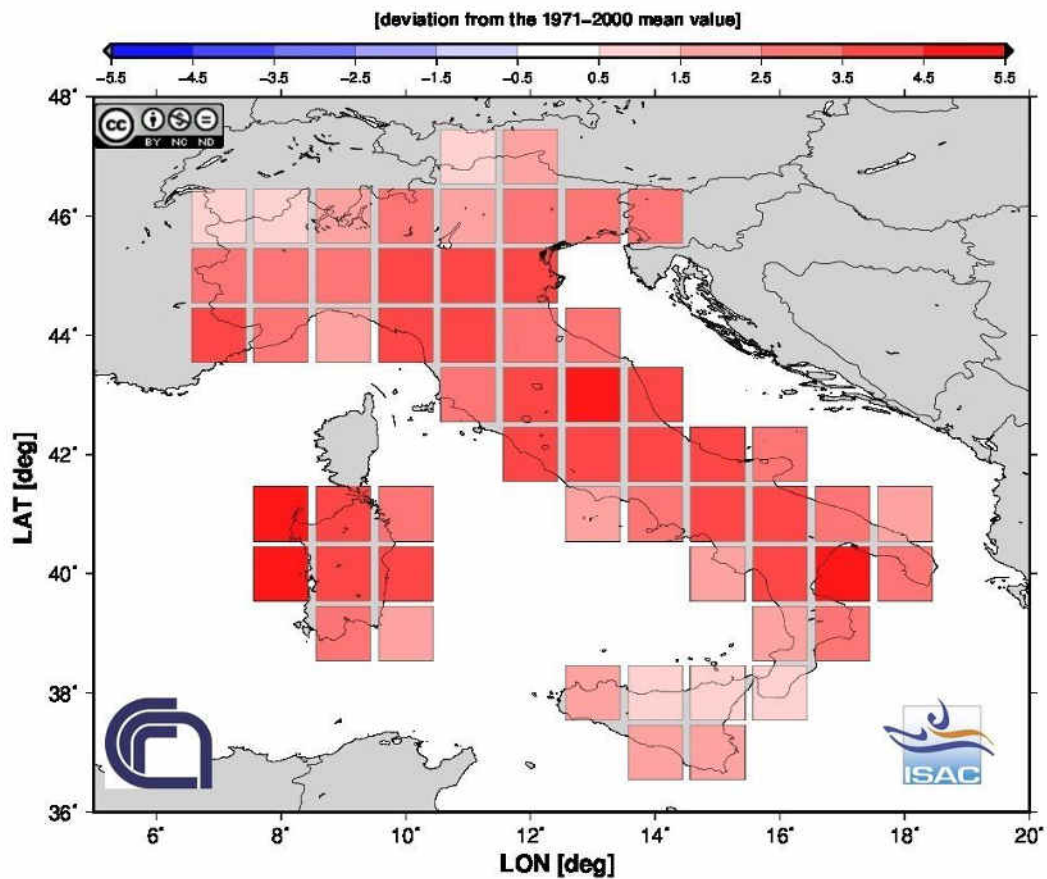 [deviation from the 1971–2000 mean value]
−5.5 −4.5 −3.5 −2.5 −1.5 −0.5 0.5 1.5 2.5 3.5 4.5 5.5
48°
cc
BY NC ND
46°
44°
42°
LAT [deg]
40°
38°
ISAC
36°
6° 8° 10° 12° 14° 16° 18° 20°
LON [deg]